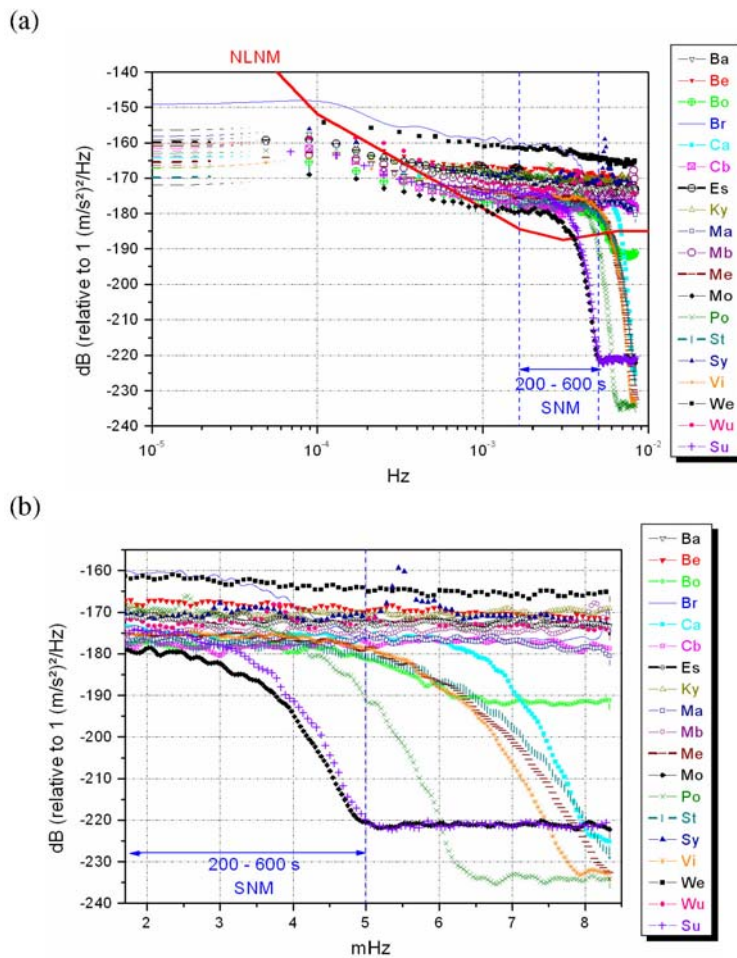 (a)
NLNM
-140
-150
-160
-170
-180
-190
-200
-210
-220
-230
-240
dB (relative to 1 (m/s²)²/Hz)
200 - 600 s
SNM
10⁻⁵
10⁻⁴
10⁻³
10⁻²
Hz
Ba
Be
Bo
Br
Ca
Cb
Es
Ky
Ma
Mb
Me
Mo
Po
St
Sy
Vi
We
Wu
Su
(b)
-160
-170
-180
-190
-200
-210
-220
-230
-240
dB (relative to 1 (m/s²)²/Hz)
200 - 600 s
SNM
2
3
4
5
6
7
8
mHz
Ba
Be
Bo
Br
Ca
Cb
Es
Ky
Ma
Mb
Me
Mo
Po
St
Sy
Vi
We
Wu
Su